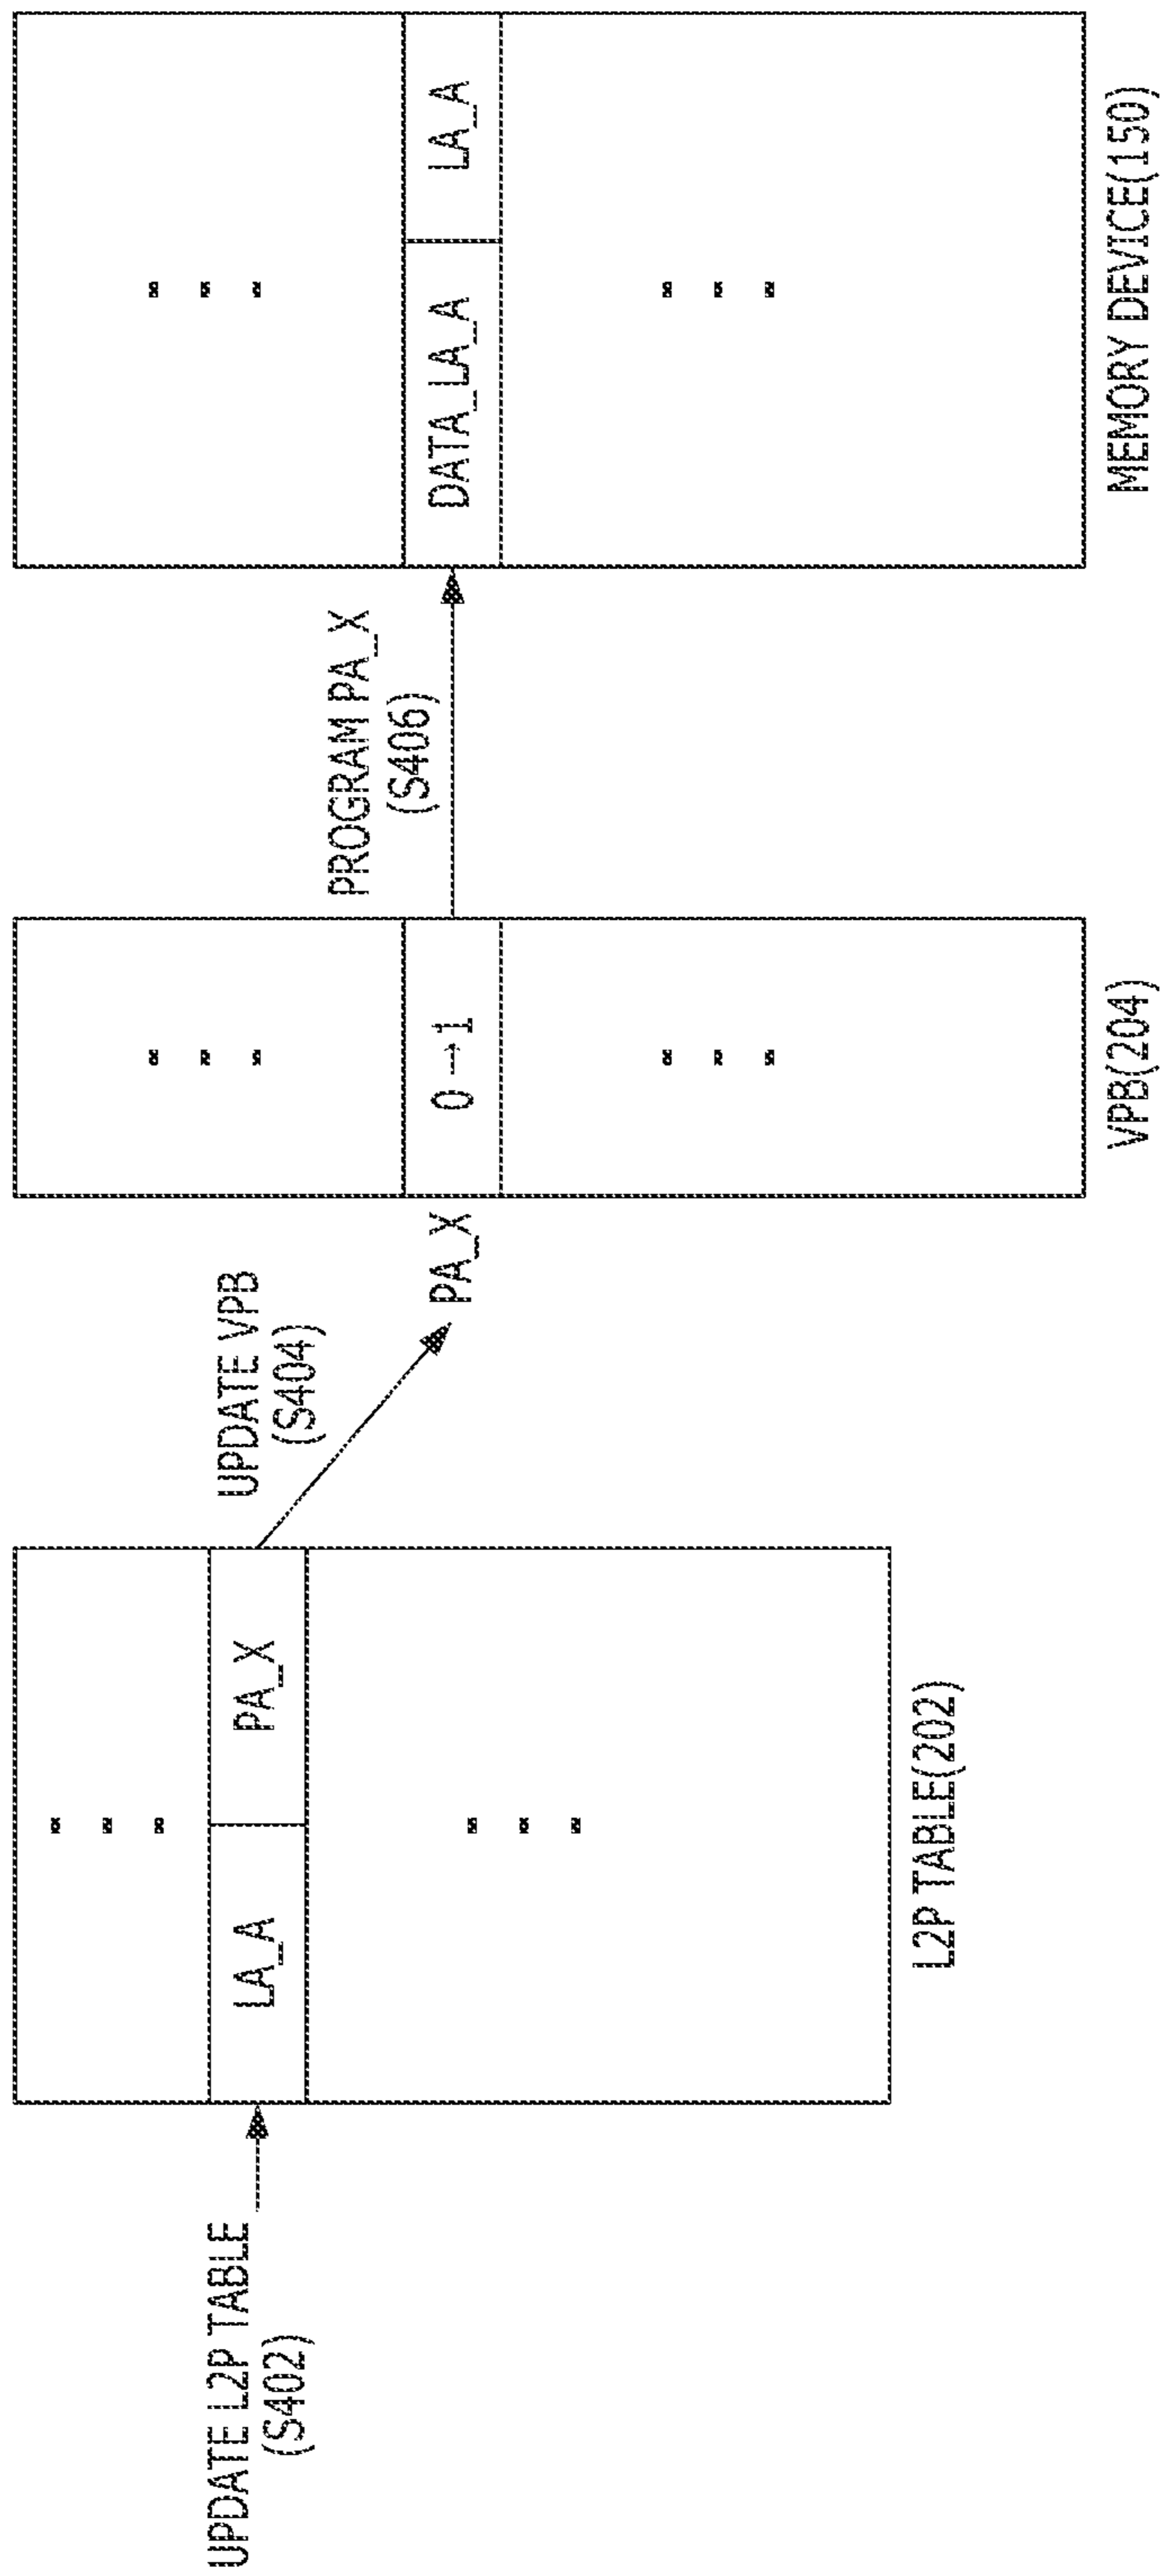 UPDATE L2P TABLE
(S402)
LA_A
PA_X
L2P TABLE(202)
UPDATE VPB
(S404)
PA_X
0→1
VPB(204)
PROGRAM PA_X
(S406)
DATA_LA_A
LA_A
MEMORY DEVICE(150)